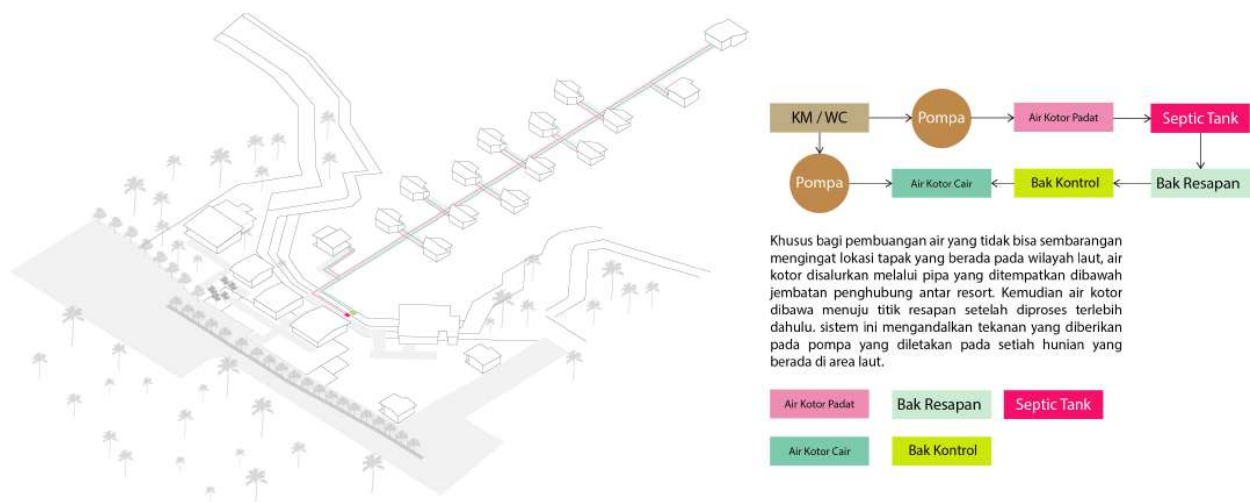 KM / WC
Pompa
Air Kotor Padat
Septic Tank
Pompa
Air Kotor Cair
Bak Kontrol
Bak Resapan
Khusus bagi pembuangan air yang tidak bisa sembarangan
mengingat lokasi tapak yang berada pada wilayah laut, air
kotor disalurkan melalui pipa yang ditempatkan dibawah
jembatan penghubung antar resort. Kemudian air kotor
dibawa menuju titik resapan setelah diproses terlebih
dahulu. sistem ini mengandalkan tekanan yang diberikan
pada pompa yang diletakan pada setiah hunian yang
berada di area laut.
Air Kotor Padat
Bak Resapan
Septic Tank
Air Kotor Cair
Bak Kontrol